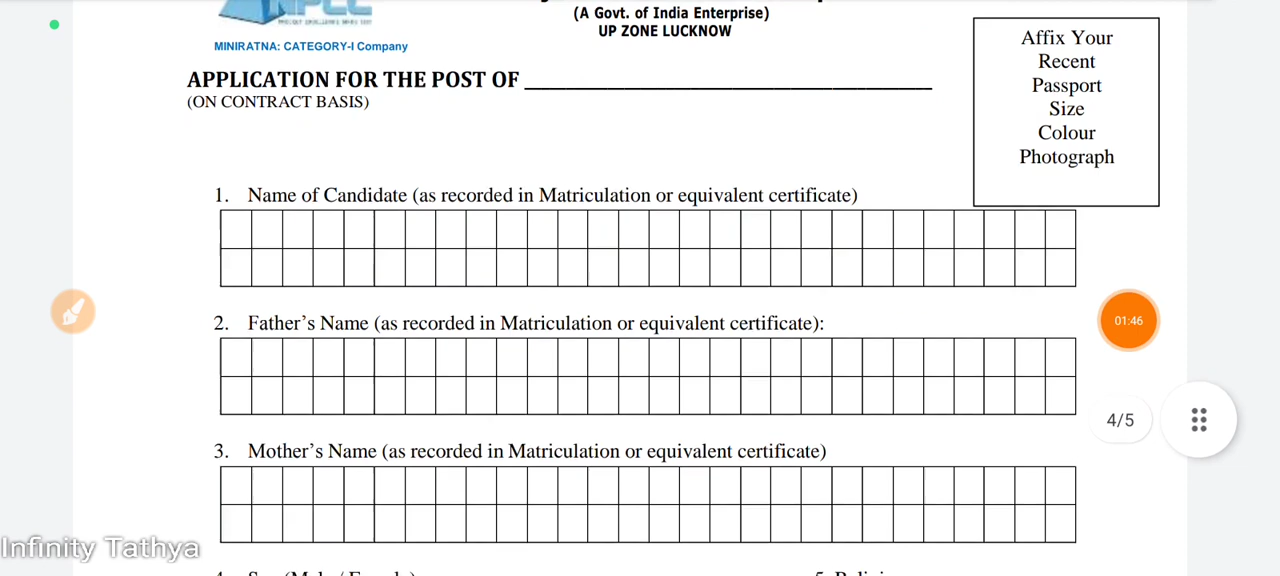 (A Govt. of India Enterprise)
UP ZONE LUCKNOW
MINIRATNA: CATEGORY-I Company
Affix Your
Recent
Passport
Size
Colour
Photograph
APPLICATION FOR THE POST OF
(ON CONTRACT BASIS)
1. Name of Candidate (as recorded in Matriculation or equivalent certificate)
2. Father's Name (as recorded in Matriculation or equivalent certificate):
01:46
4/5
3. Mother's Name (as recorded in Matriculation or equivalent certificate)
Infinity Tathya